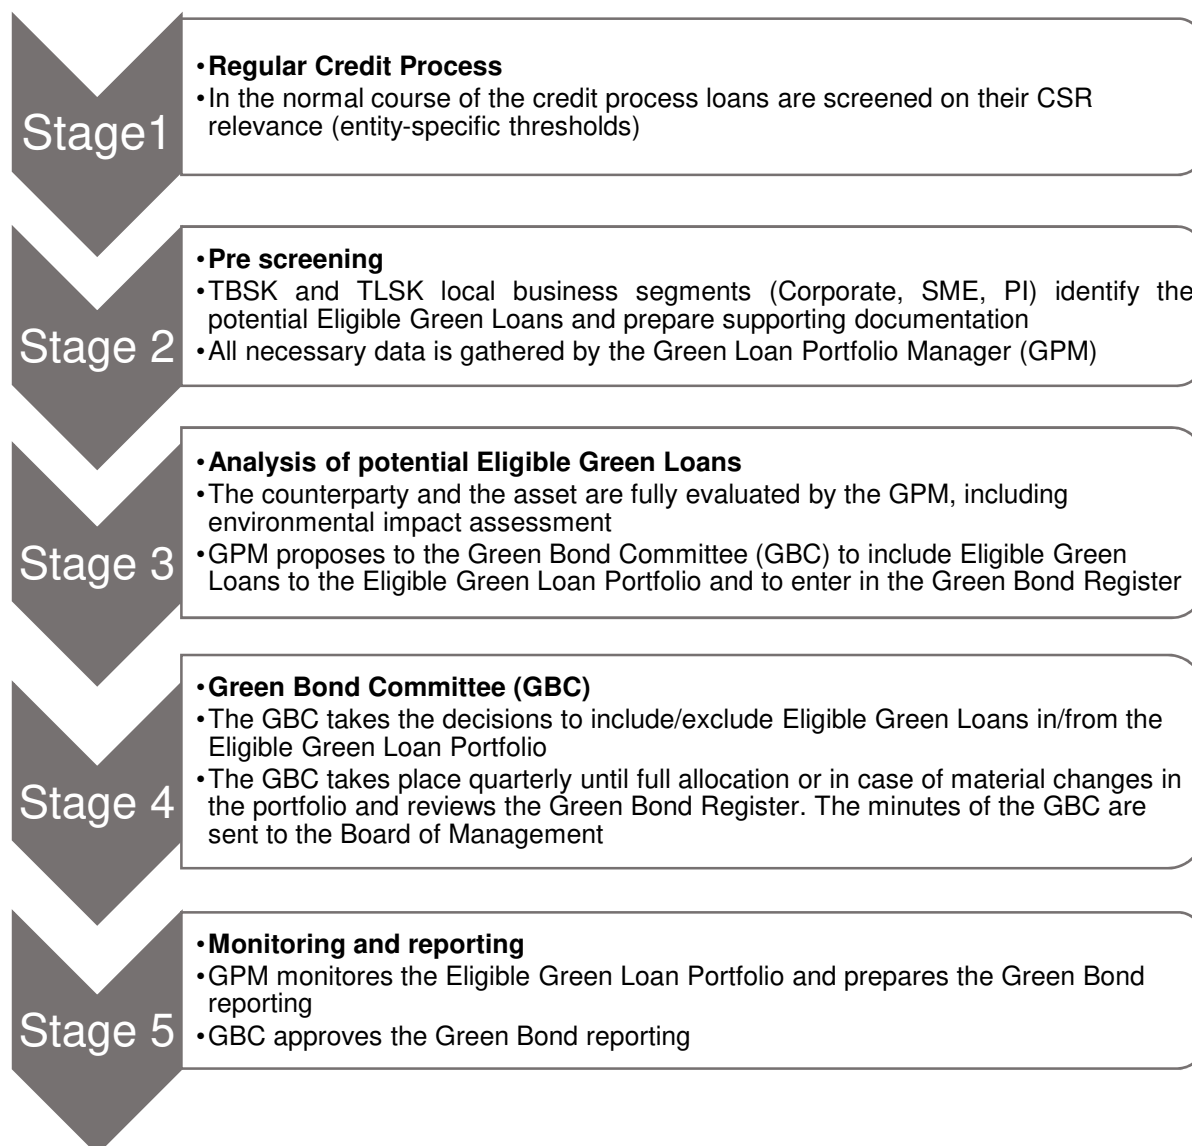 Stage1
•Regular Credit Process
•In the normal course of the credit process loans are screened on their CSR
relevance (entity-specific thresholds)
Stage 2
•Pre screening
•TBSK and TLSK local business segments (Corporate, SME, PI) identify the
potential Eligible Green Loans and prepare supporting documentation
•All necessary data is gathered by the Green Loan Portfolio Manager (GPM)
Stage 3
•Analysis of potential Eligible Green Loans
•The counterparty and the asset are fully evaluated by the GPM, including
environmental impact assessment
•GPM proposes to the Green Bond Committee (GBC) to include Eligible Green
Loans to the Eligible Green Loan Portfolio and to enter in the Green Bond Register
Stage 4
•Green Bond Committee (GBC)
•The GBC takes the decisions to include/exclude Eligible Green Loans in/from the
Eligible Green Loan Portfolio
•The GBC takes place quarterly until full allocation or in case of material changes in
the portfolio and reviews the Green Bond Register. The minutes of the GBC are
sent to the Board of Management
Stage 5
•Monitoring and reporting
•GPM monitores the Eligible Green Loan Portfolio and prepares the Green Bond
reporting
•GBC approves the Green Bond reporting